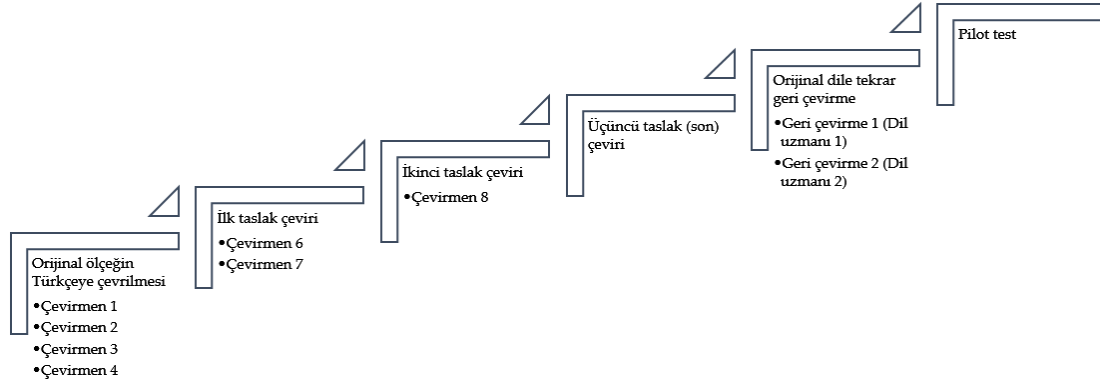 Orijinal ölçeğin
Türkçeye çevrilmesi
•Çevirmen 1
•Çevirmen 2
•Çevirmen 3
•Çevirmen 4
İlk taslak çeviri
•Çevirmen 6
•Çevirmen 7
İkinci taslak çeviri
•Çevirmen 8
Üçüncü taslak (son)
çeviri
Orijinal dile tekrar
geri çevirme
•Geri çevirme 1 (Dil
uzmanı 1)
•Geri çevirme 2 (Dil
uzmanı 2)
Pilot test